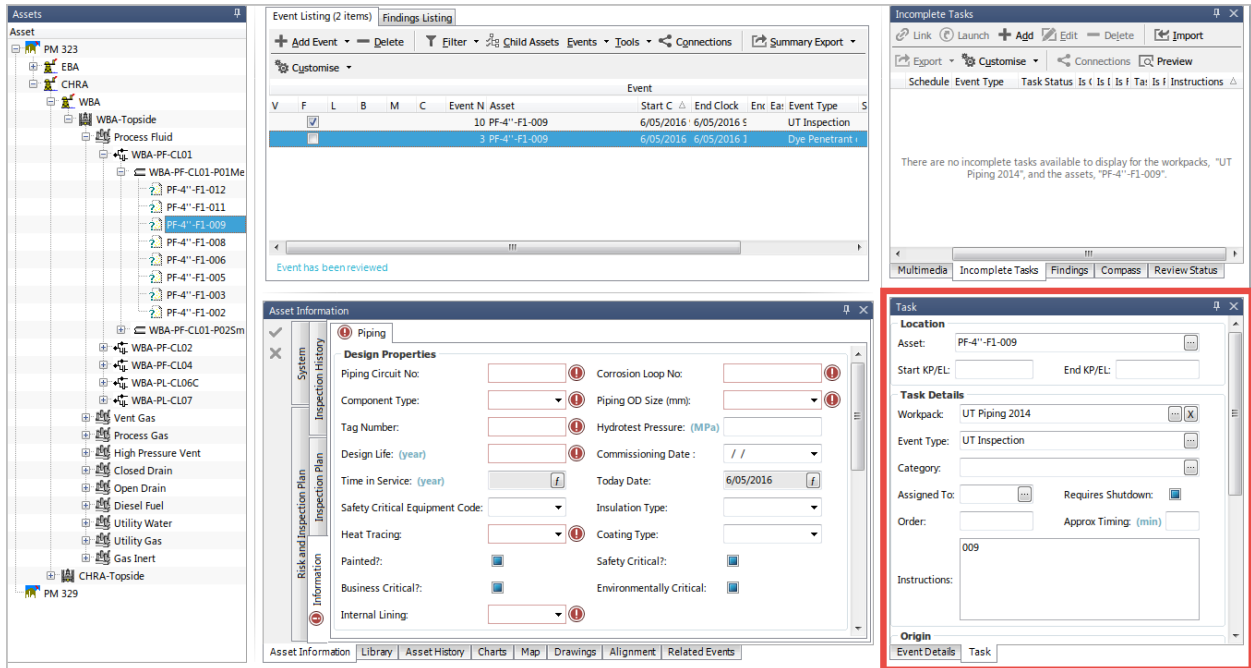 Assets
Asset
PM 323
EBA
CHRA
WBA
WBA-Topside
Process Fluid
WBA-PF-CL01
WBA-PF-CL01-P01Me
PF-4''-F1-012
PF-4''-F1-011
PF-4''-F1-009
PF-4''-F1-008
PF-4''-F1-006
PF-4''-F1-005
PF-4''-F1-003
PF-4''-F1-002
WBA-PF-CL01-P02Sm
WBA-PF-CL02
WBA-PF-CL04
WBA-PL-CL06C
WBA-PL-CL07
Vent Gas
Process Gas
High Pressure Vent
Closed Drain
Open Drain
Diesel Fuel
Utility Water
Utility Gas
Gas Inert
CHRA-Topside
PM 329
Event Listing (2 items) Findings Listing
Add Event Delete Filter Child Assets Events Tools Connections Summary Export
Customise
Event
V F L B M C Event N Asset Start C End Clock Enc Eas Event Type S
10 PF-4''-F1-009 6/05/2016 6/05/2016 9 UT Inspection
3 PF-4''-F1-009 6/05/2016 6/05/2016 1 Dye Penetrant
Event has been reviewed
Asset Information
System
Inspection History
Risk and Inspection Plan
Inspection Plan
Information
Piping
Design Properties
Piping Circuit No: Corrosion Loop No:
Component Type: Piping OD Size (mm):
Tag Number: Hydrotest Pressure: (MPa)
Design Life: (year) Commissioning Date : / /
Time in Service: (year) f Today Date: 6/05/2016 f
Safety Critical Equipment Code: Insulation Type:
Heat Tracing: Coating Type:
Painted?: Safety Critical?:
Business Critical?: Environmentally Critical:
Internal Lining:
Asset Information Library Asset History Charts Map Drawings Alignment Related Events
Incomplete Tasks
Link Launch Add Edit Delete Import
Export Customise Connections Preview
Schedule Event Type Task Status Is ( Is [ Is F Tas Is F Instructions
There are no incomplete tasks available to display for the workpacks, "UT
Piping 2014", and the assets, "PF-4''-F1-009".
Multimedia Incomplete Tasks Findings Compass Review Status
Task
Location
Asset: PF-4''-F1-009 ...
Start KP/EL: End KP/EL:
Task Details
Workpack: UT Piping 2014 ... X
Event Type: UT Inspection ...
Category: ...
Assigned To: ... Requires Shutdown:
Order: Approx Timing: (min)
009
Instructions:
Origin
Event Details Task